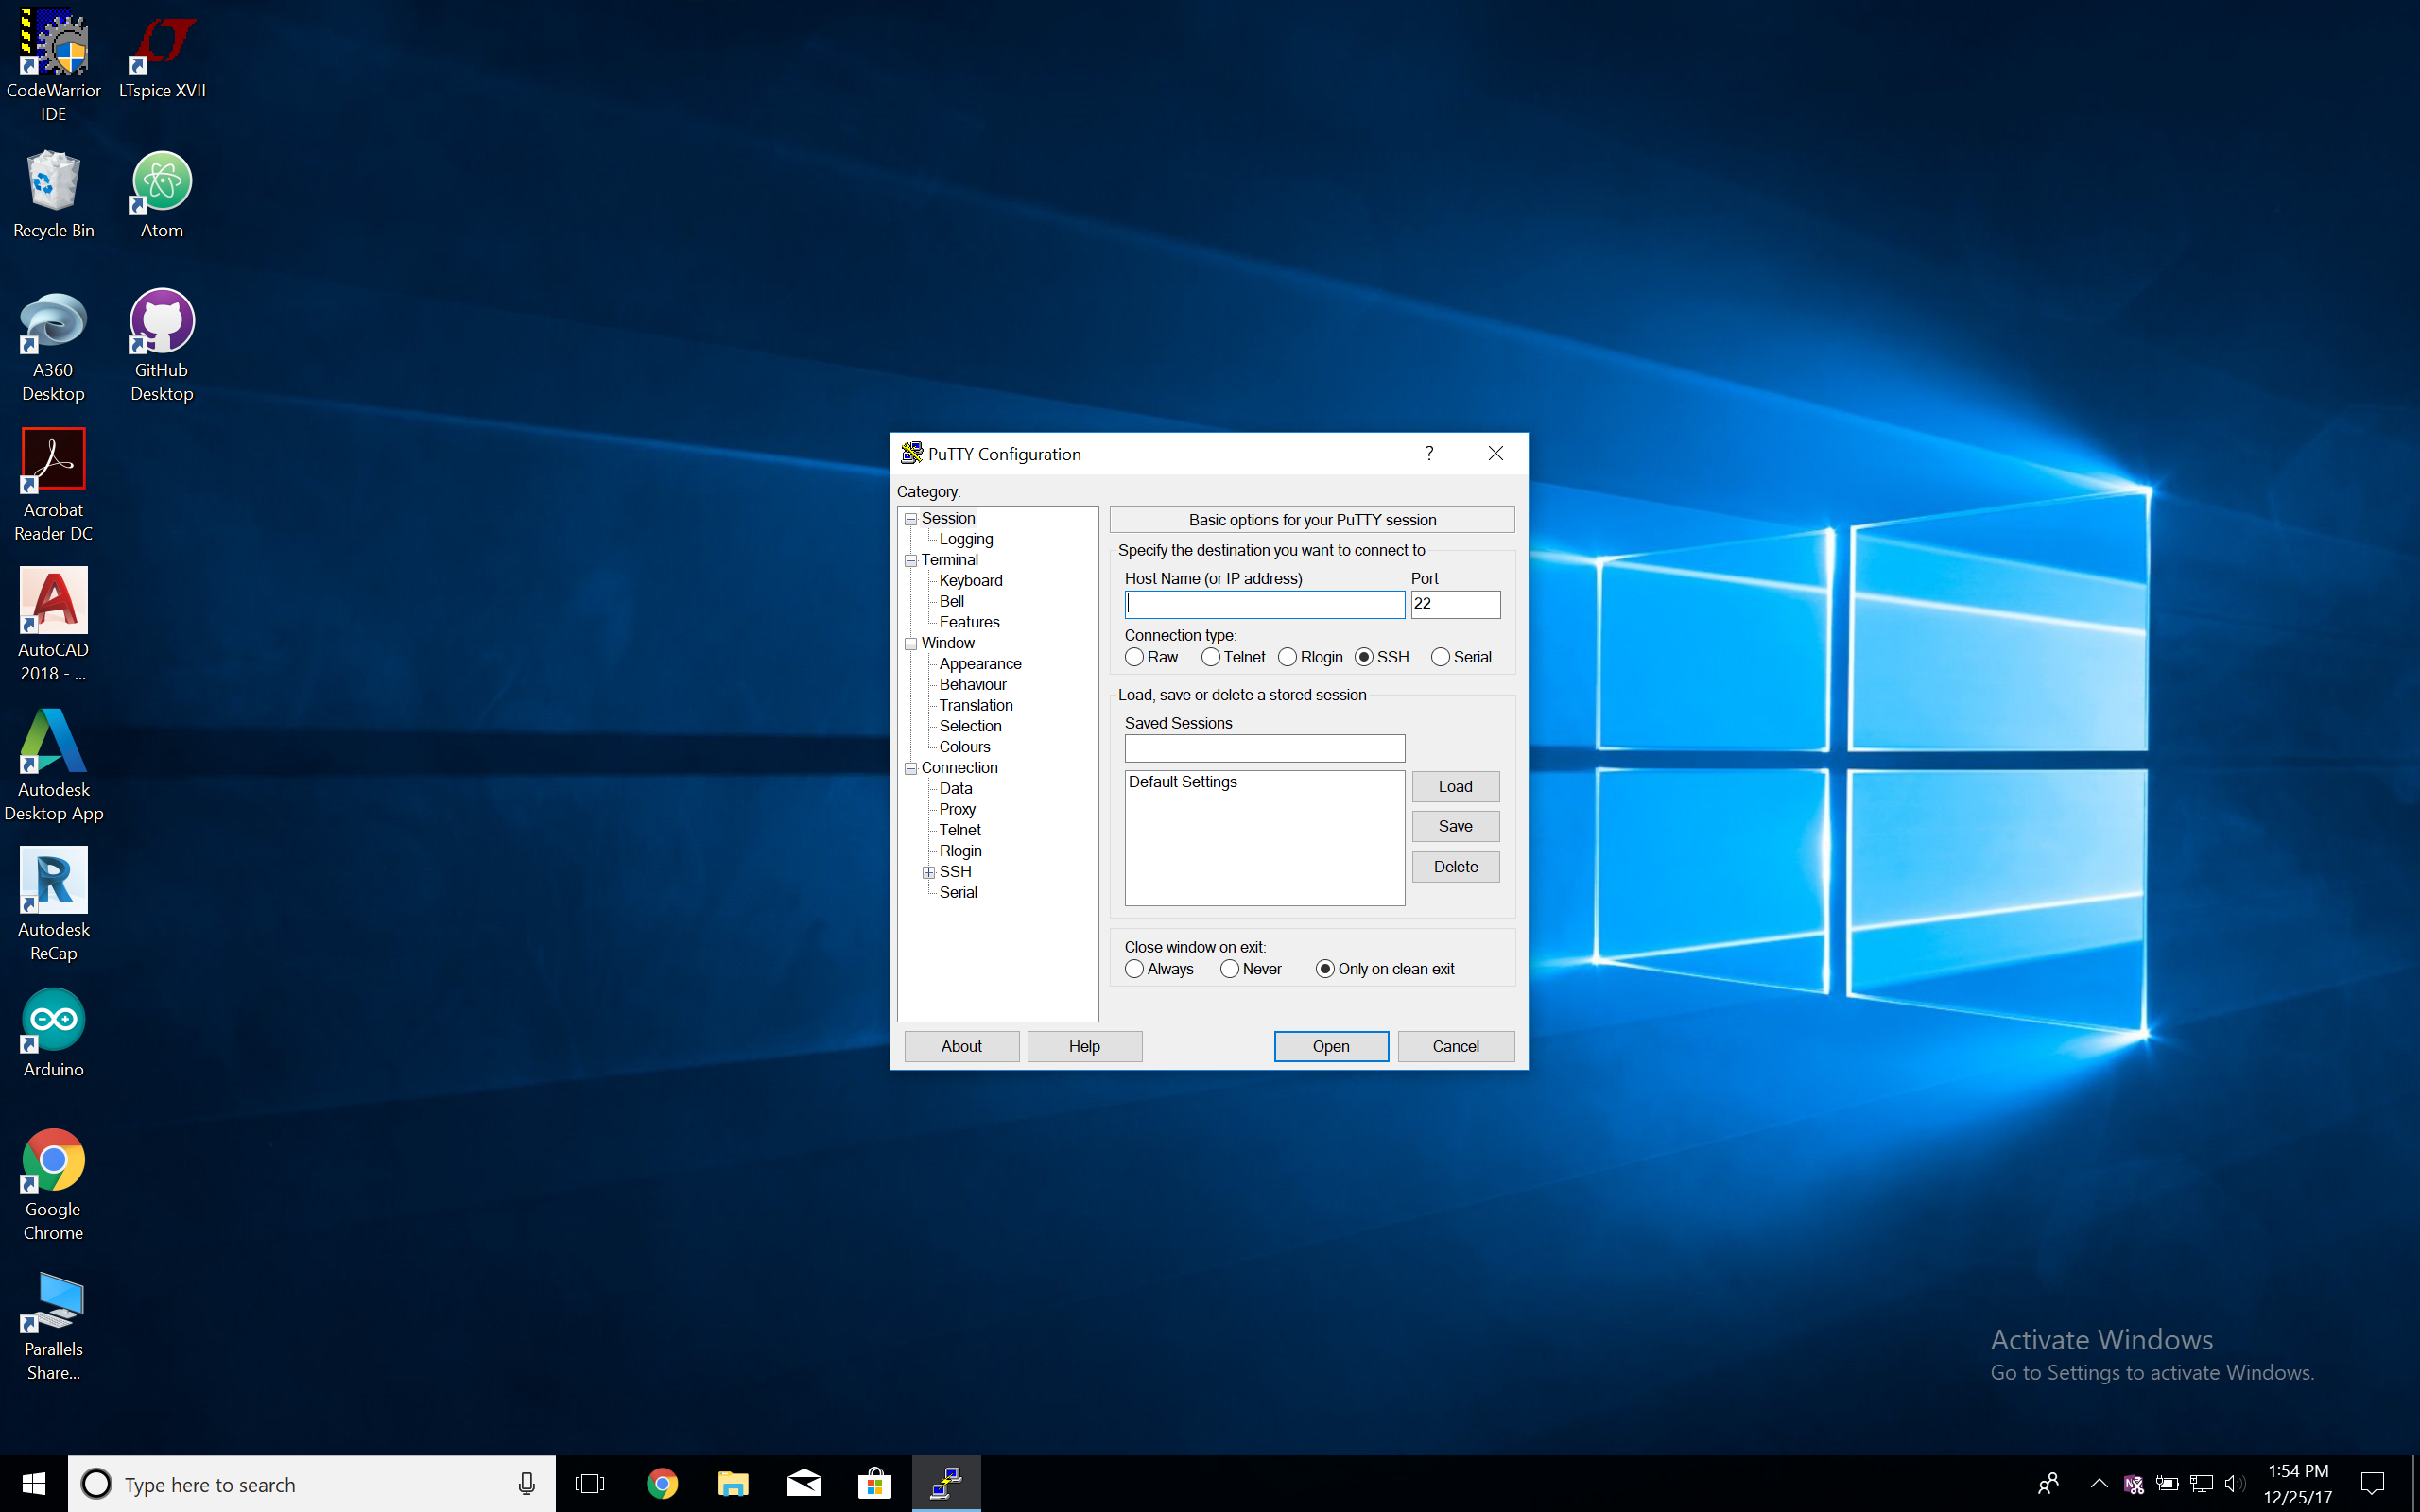 CodeWarrior
IDE
LTspice XVII
Recycle Bin
Atom
A360
Desktop
GitHub
Desktop
Acrobat
Reader DC
AutoCAD
2018 - ...
Autodesk
Desktop App
Autodesk
ReCap
Arduino
Google
Chrome
Parallels
Share...
PuTTY Configuration
?
Category:
Session
Logging
Terminal
Keyboard
Bell
Features
Window
Appearance
Behaviour
Translation
Selection
Colours
Connection
Data
Proxy
Telnet
Rlogin
SSH
Serial
Basic options for your PuTTY session
Specify the destination you want to connect to
Host Name (or IP address) Port
22
Connection type:
Raw Telnet Rlogin SSH Serial
Load, save or delete a stored session
Saved Sessions
Default Settings
Load
Save
Delete
Close window on exit:
Always Never Only on clean exit
About Help Open Cancel
Activate Windows
Go to Settings to activate Windows.
Type here to search
1:54 PM
12/25/17